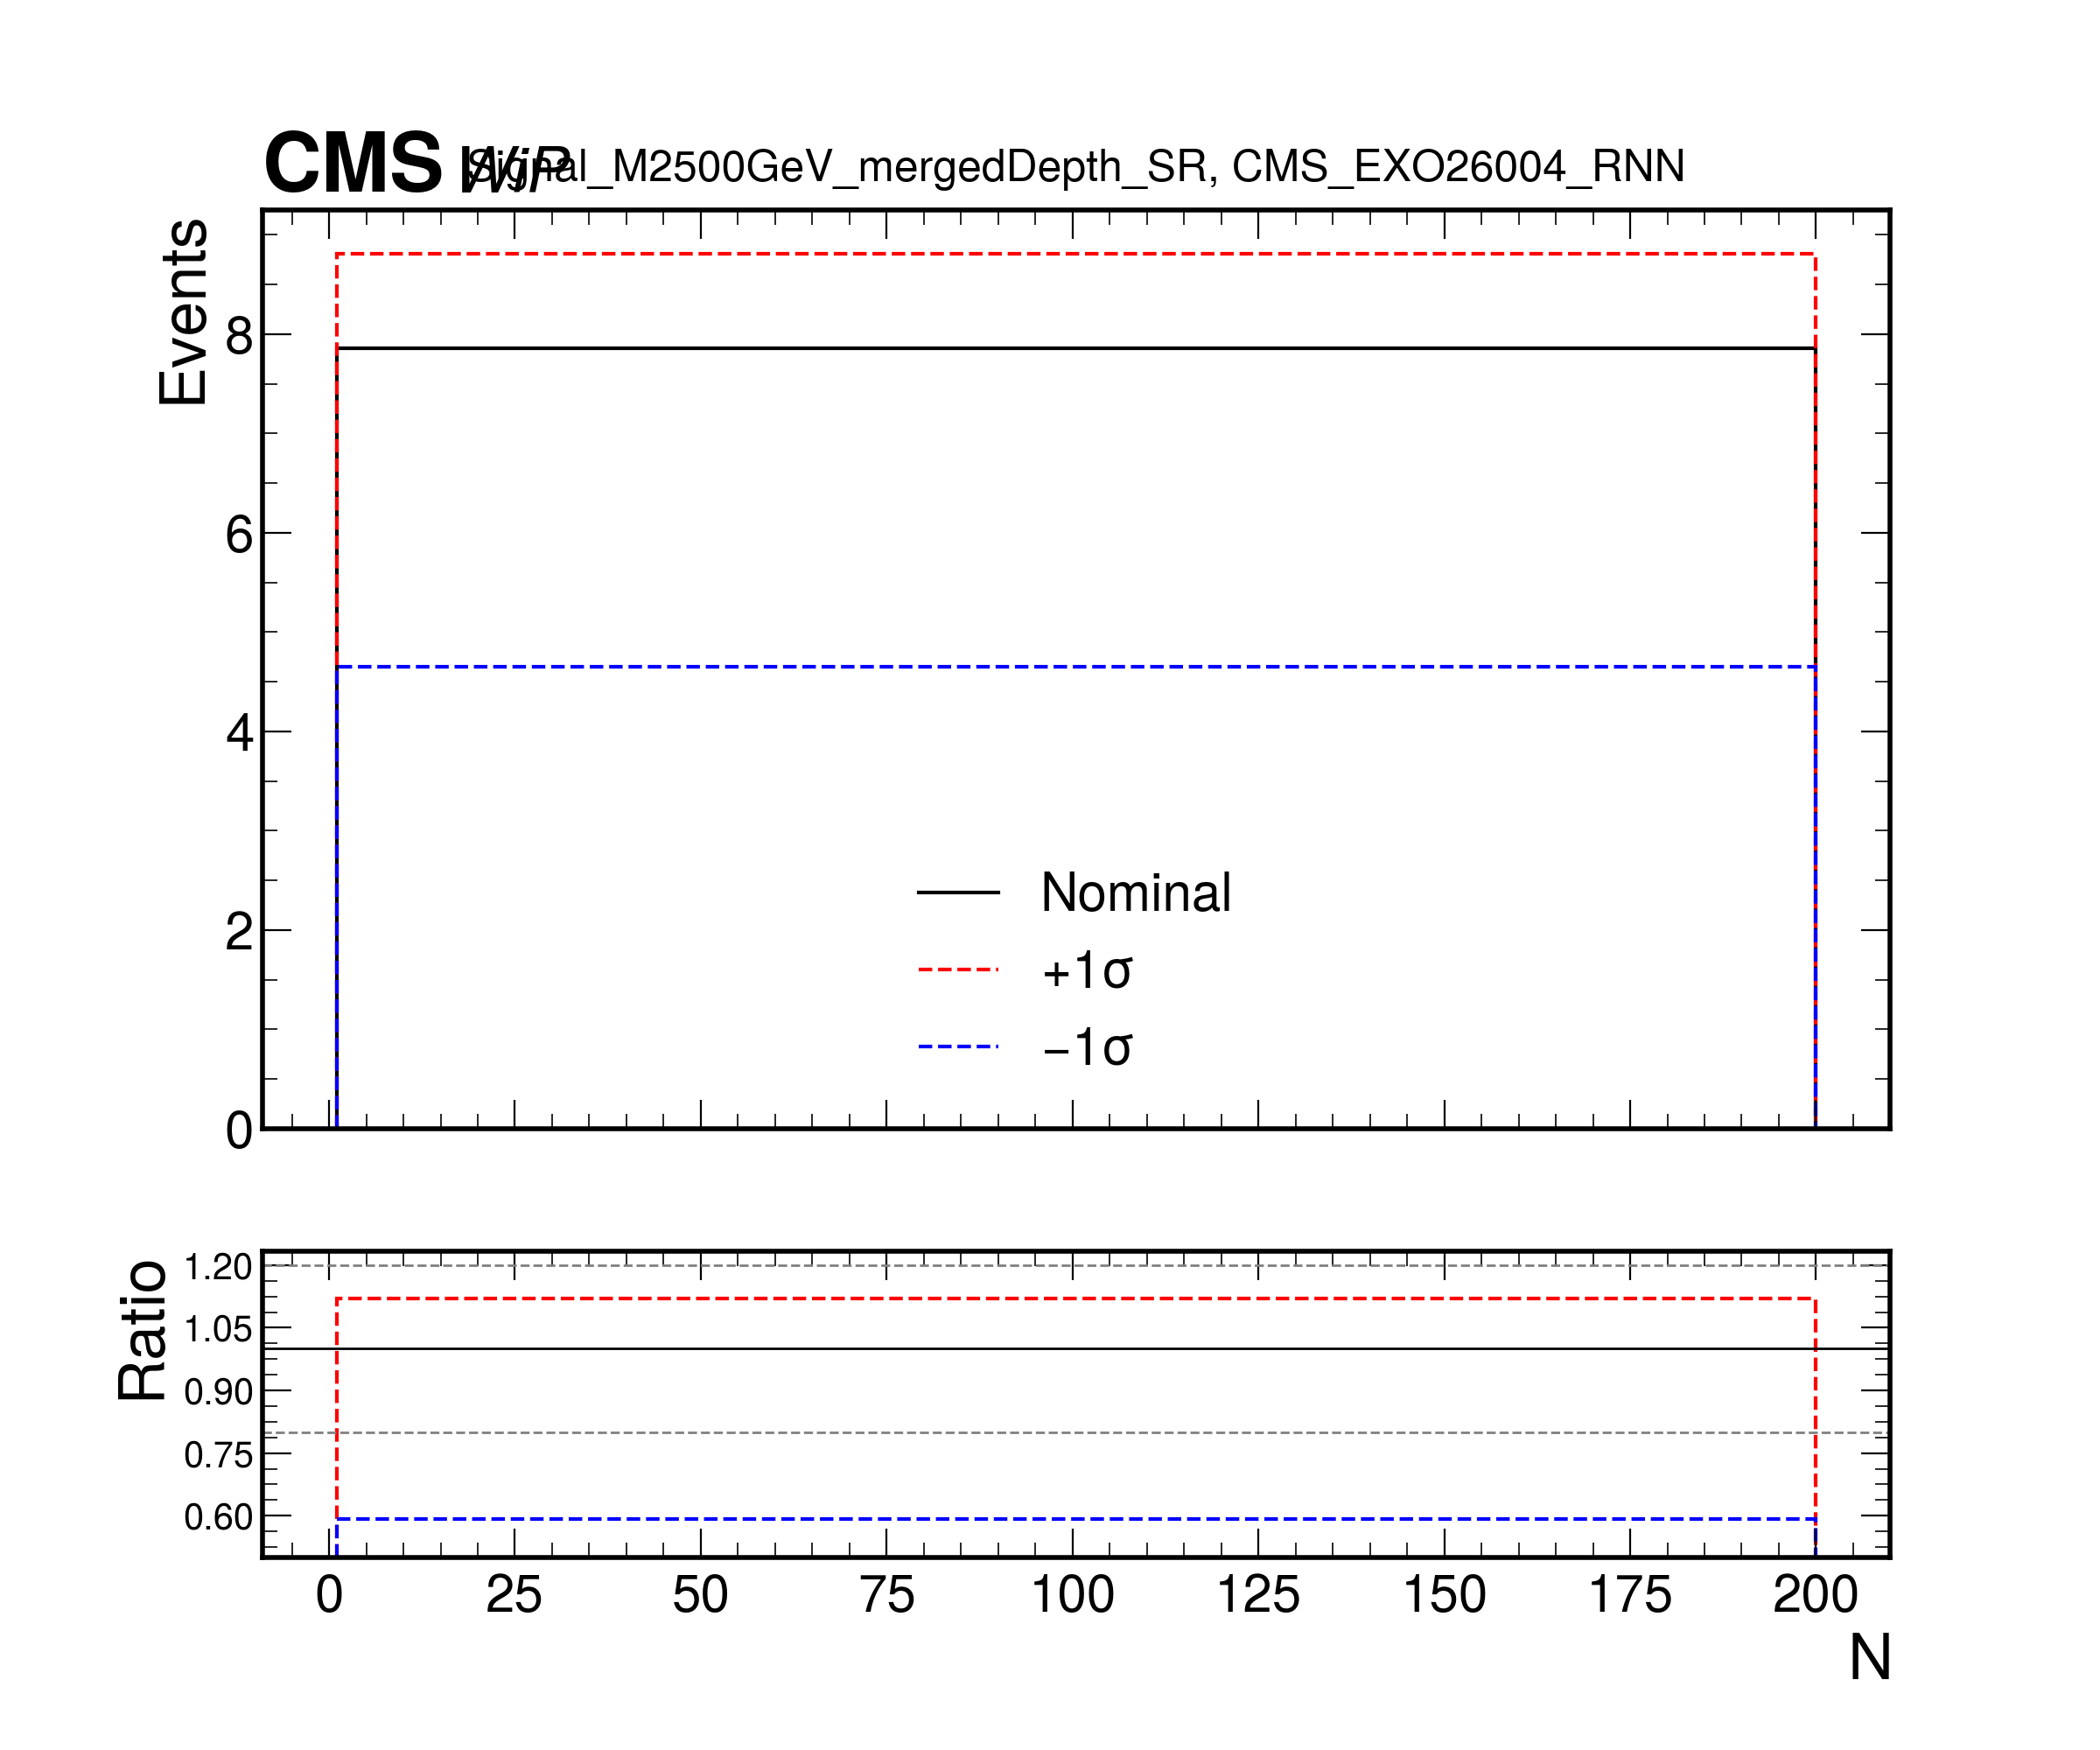 CMS WiP Signal_M2500GeV_mergedDepth_SR, CMS_EXO26004_RNN
Events
8
6
4
2
0
Nominal
+1σ
−1σ
Ratio
1.20
1.05
0.90
0.75
0.60
0 25 50 75 100 125 150 175 200
N